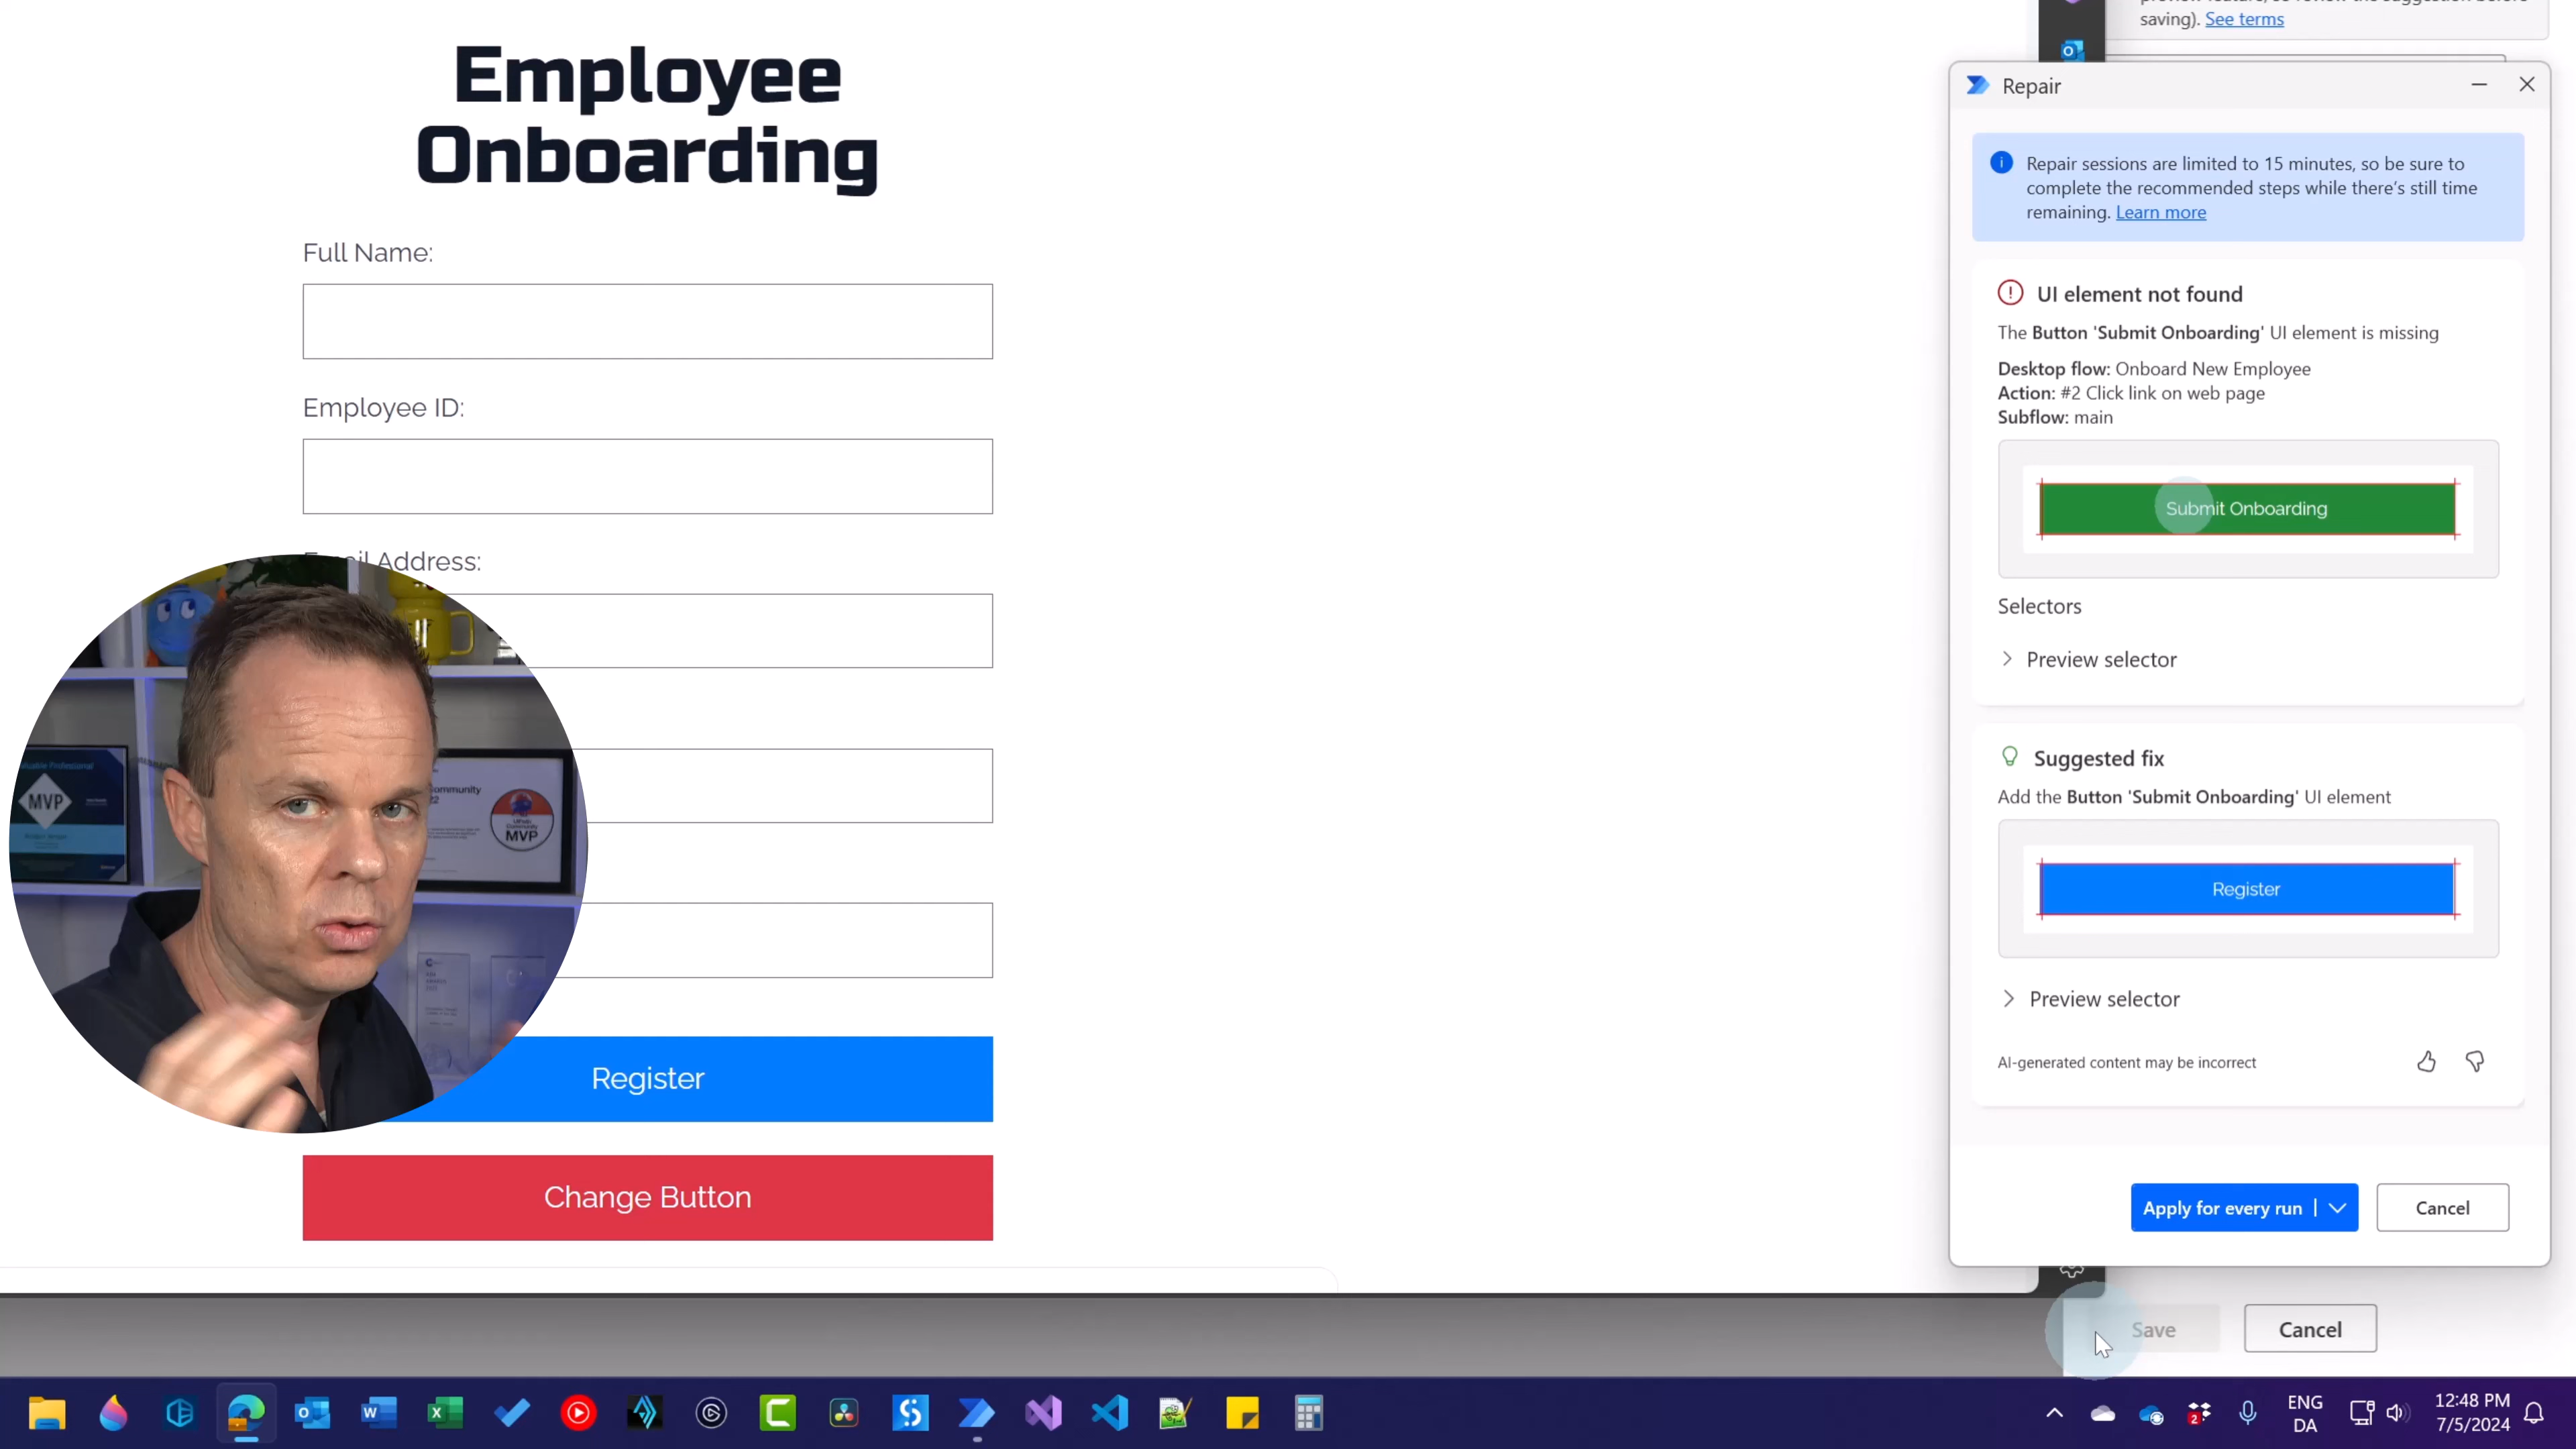 Employee
Onboarding
Full Name:
Employee ID:
Email Address:
Register
Change Button
MVP
MVP
saving). See terms
Repair
Repair sessions are limited to 15 minutes, so be sure to
complete the recommended steps while there's still time
remaining. Learn more
UI element not found
The Button 'Submit Onboarding' UI element is missing
Desktop flow: Onboard New Employee
Action: #2 Click link on web page
Subflow: main
Submit Onboarding
Selectors
Preview selector
Suggested fix
Add the Button 'Submit Onboarding' UI element
Register
Preview selector
AI-generated content may be incorrect
Apply for every run
Cancel
Save
Cancel
ENG
DA
12:48 PM
7/5/2024
2